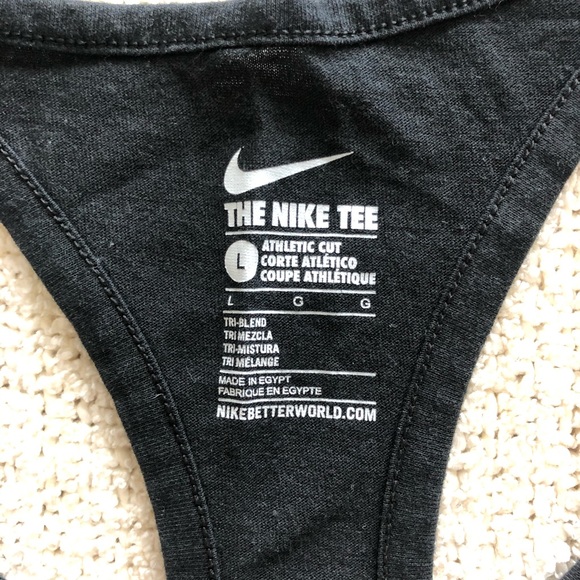 THE NIKE TEE
L
ATHLETIC CUT
CORTE ATLÉTICO
COUPE ATHLÉTIQUE
L G G
TRI-BLEND
TRI MEZCLA
TRI-MISTURA
TRI MÉLANGE
MADE IN EGYPT
FABRIQUE EN EGYPTE
NIKEBETTERWORLD.COM